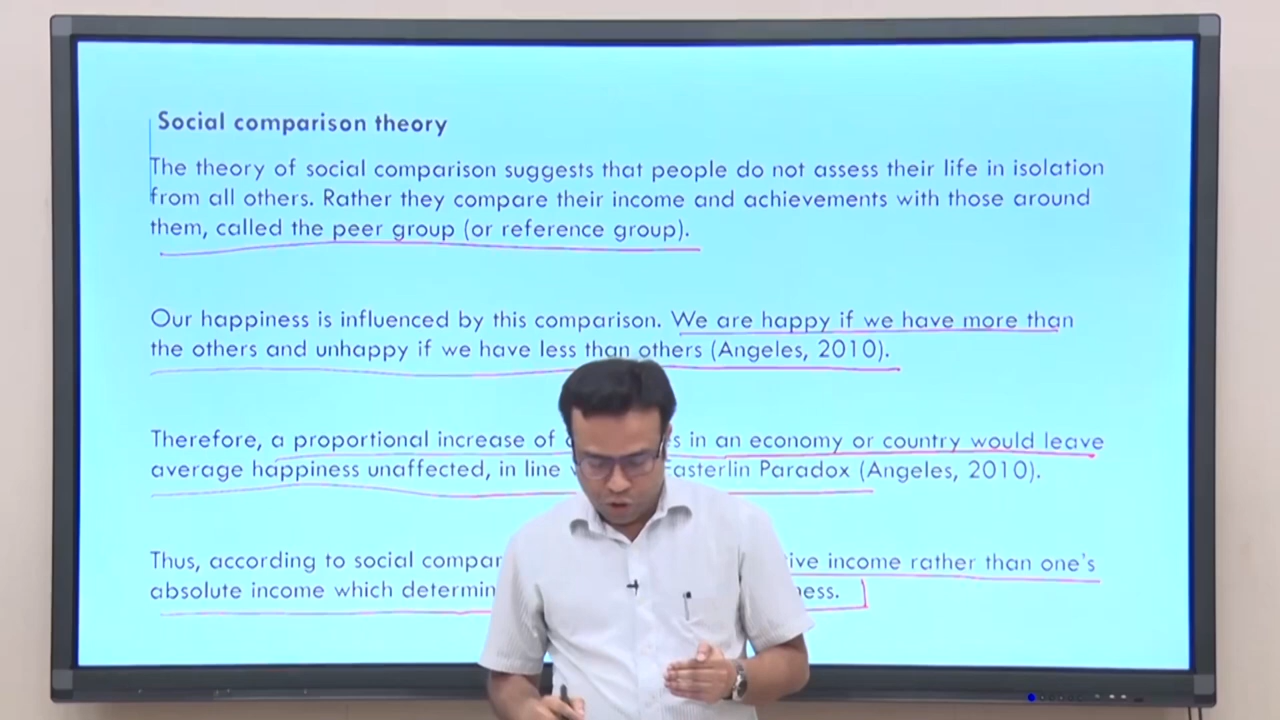 Social comparison theory
The theory of social comparison suggests that people do not assess their life in isolation
from all others. Rather they compare their income and achievements with those around
them, called the peer group (or reference group).
Our happiness is influenced by this comparison. We are happy if we have more than
the others and unhappy if we have less than others (Angeles, 2010).
Therefore, a proportional increase of s in an economy or country would leave
average happiness unaffected, in line asterlin Paradox (Angeles, 2010).
Thus, according to social compar ive income rather than one's
absolute income which determin ness.